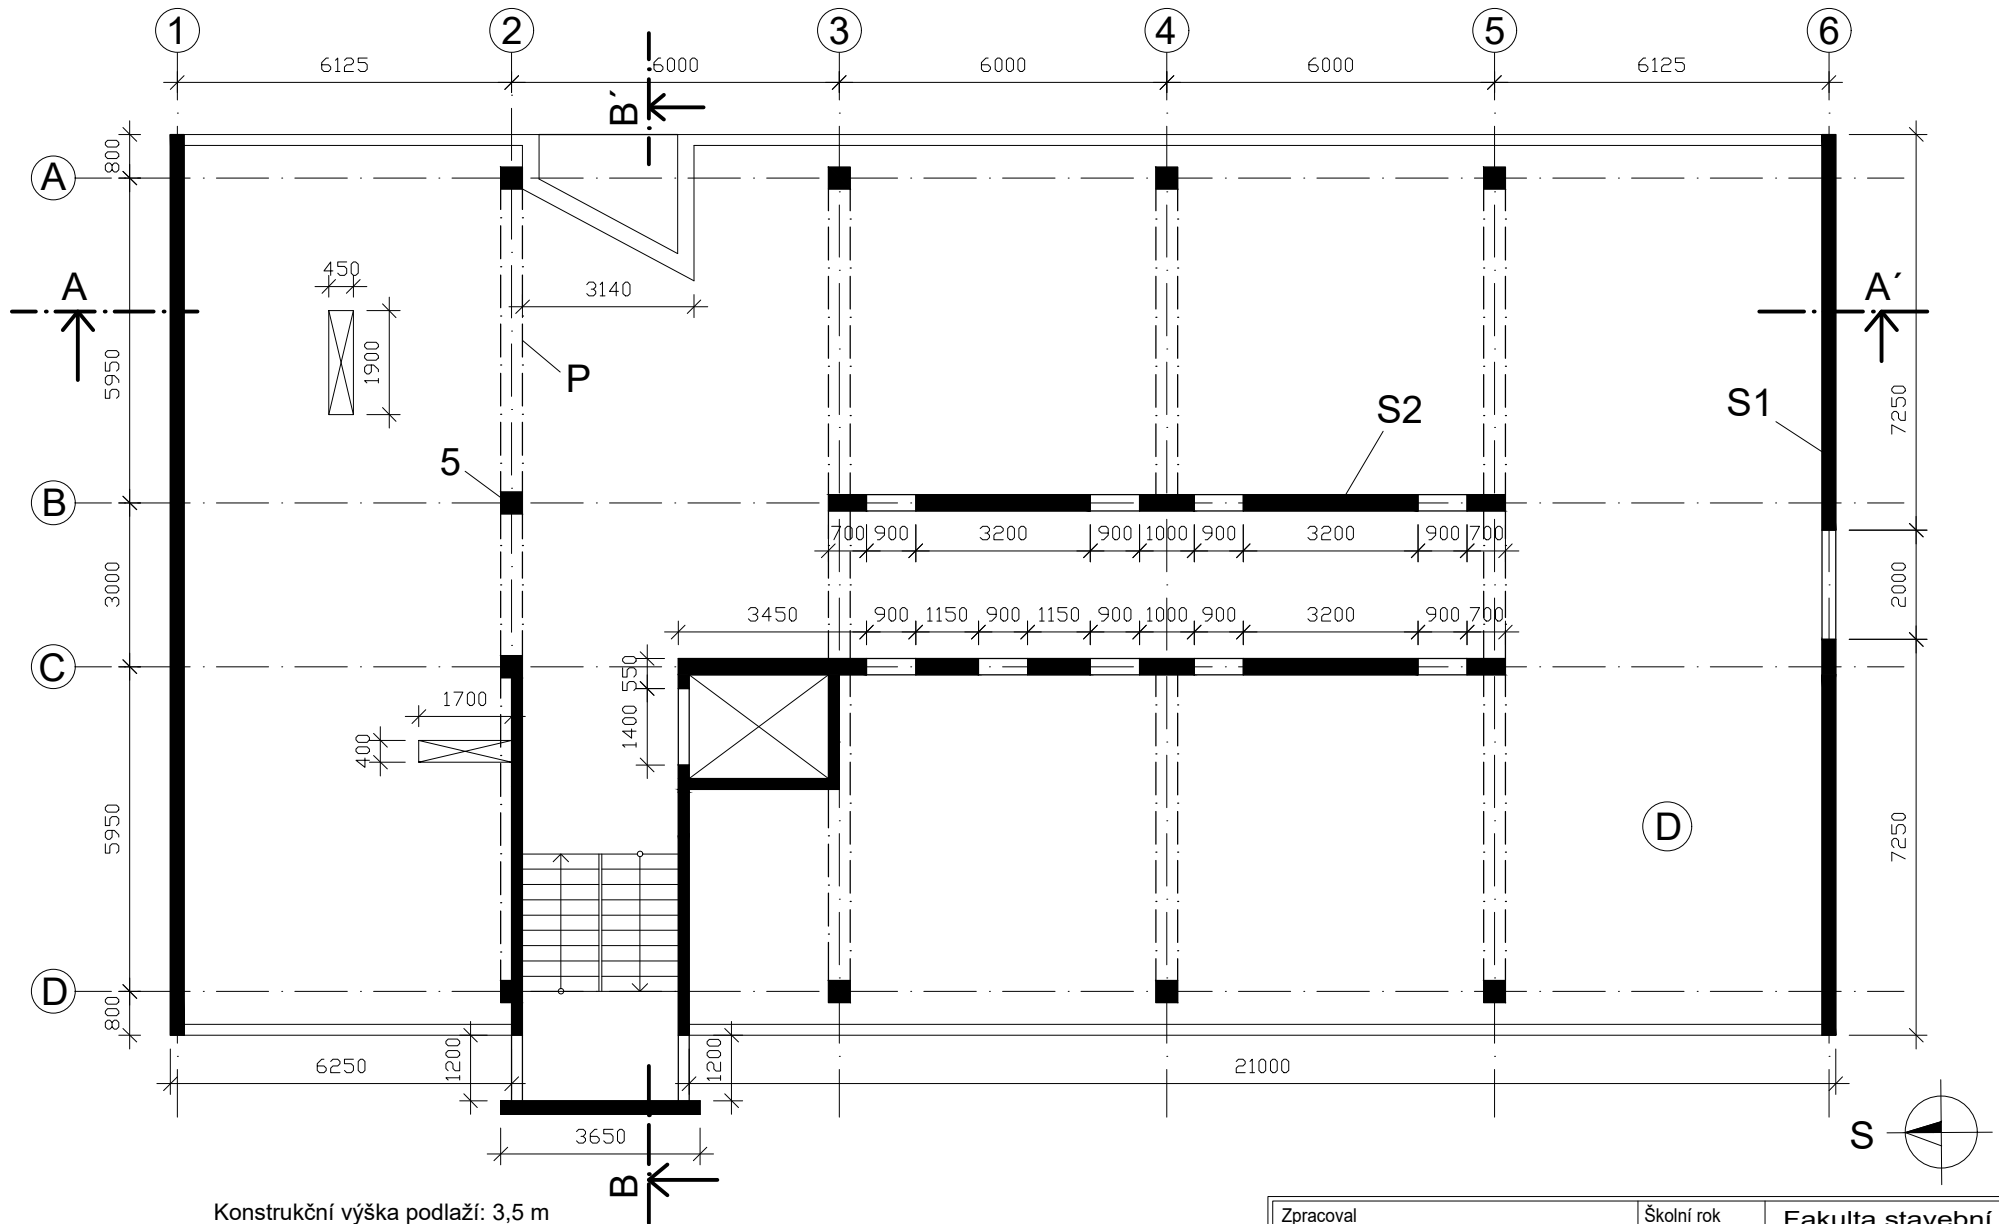 1 2 3 4 5 6
6125 6000 6000 6000 6125
B´
800
A
450
3140
A
A´
1900
5950
P
7250
S2
S1
5
B
700 900 3200 900 1000 900 3200 900 700
3000
2000
3450 900 1150 900 1150 900 1000 900 3200 900 700
C
550
1700
1400
400
5950
D
7250
D
800
1200
1200
6250
21000
3650
S
B
Konstrukční výška podlaží: 3,5 m
Zpracoval
Školní rok
Fakulta stavební